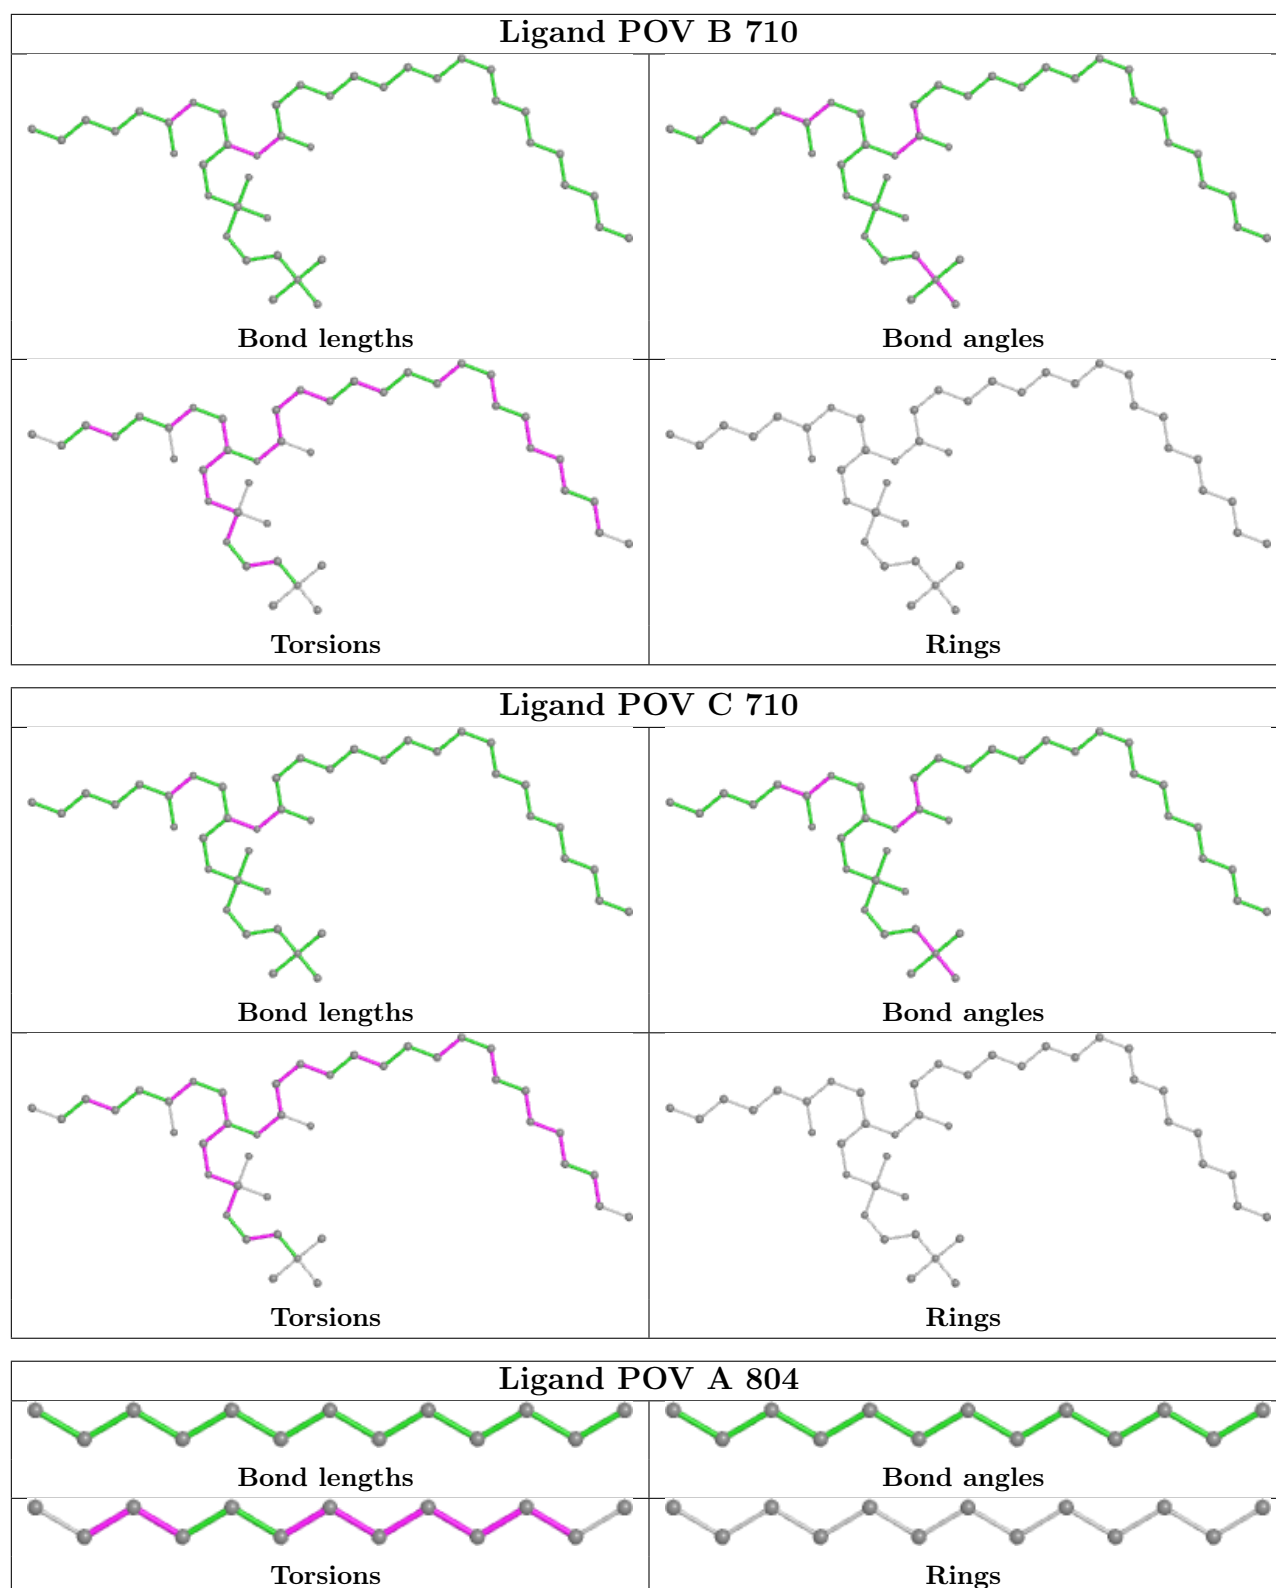 Ligand POV B 710
Bond lengths
Bond angles
Torsions
Rings
Ligand POV C 710
Bond lengths
Bond angles
Torsions
Rings
Ligand POV A 804
Bond lengths
Bond angles
Torsions
Rings